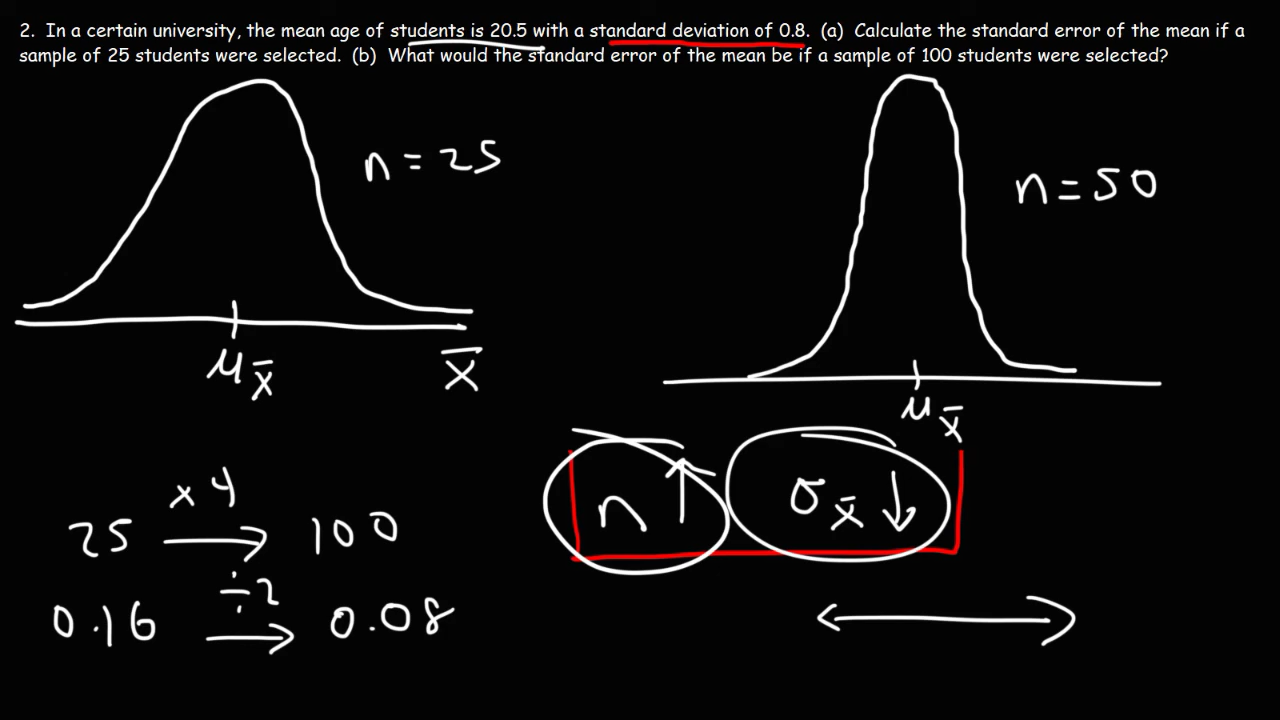 2. In a certain university, the mean age of students is 20.5 with a standard deviation of 0.8. (a) Calculate the standard error of the mean if a
sample of 25 students were selected. (b) What would the standard error of the mean be if a sample of 100 students were selected?
n = 25
n = 50
μx̄
x̄
μx̄
n↑ σx̄↓
×4
25 → 100
÷2
0.16 → 0.08